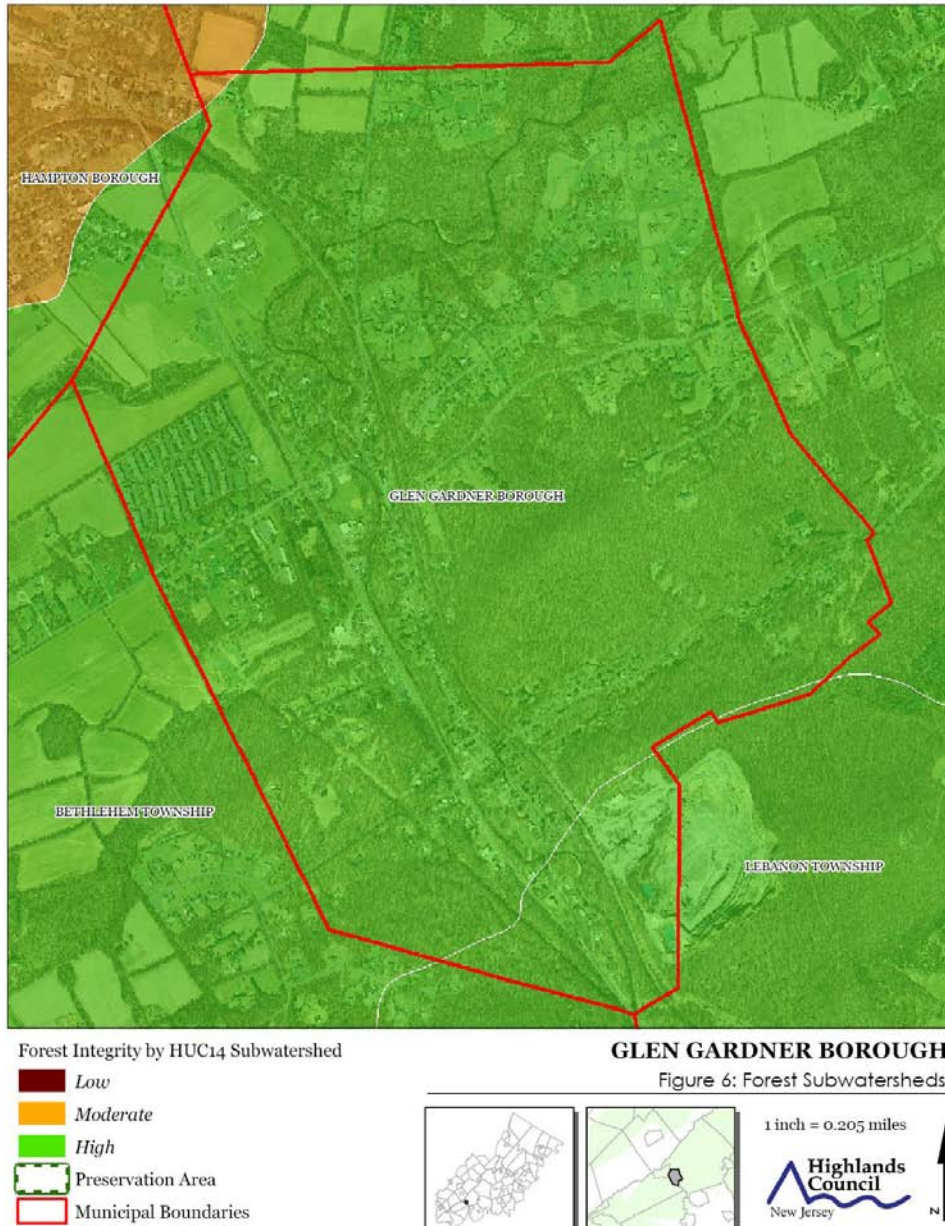 HAMPTON BOROUGH
GLEN GARDNER BOROUGH
BETHLEHEM TOWNSHIP
LEBANON TOWNSHIP
Forest Integrity by HUC14 Subwatershed
Low
Moderate
High
Preservation Area
Municipal Boundaries
GLEN GARDNER BOROUGH
Figure 6: Forest Subwatersheds
1 inch = 0.205 miles
Highlands
Council
New Jersey
N